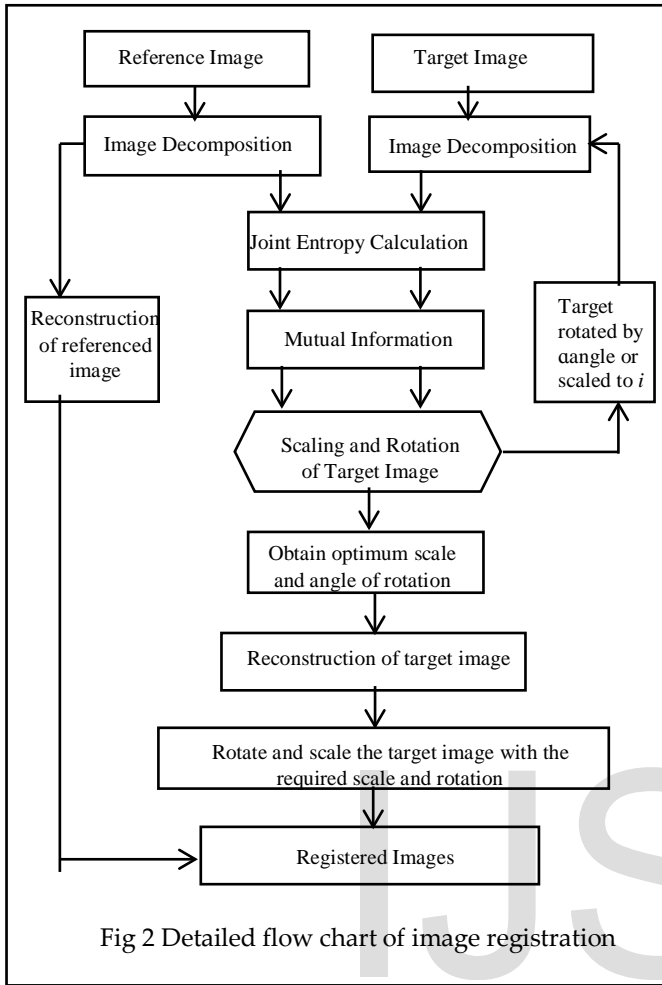 Reference Image
Target Image
Image Decomposition
Image Decomposition
Joint Entropy Calculation
Reconstruction
of referenced
image
Mutual Information
Target
rotated by
αangle or
scaled to i
Scaling and Rotation
of Target Image
Obtain optimum scale
and angle of rotation
Reconstruction of target image
Rotate and scale the target image with the
required scale and rotation
Registered Images
Fig 2 Detailed flow chart of image registration
IJS